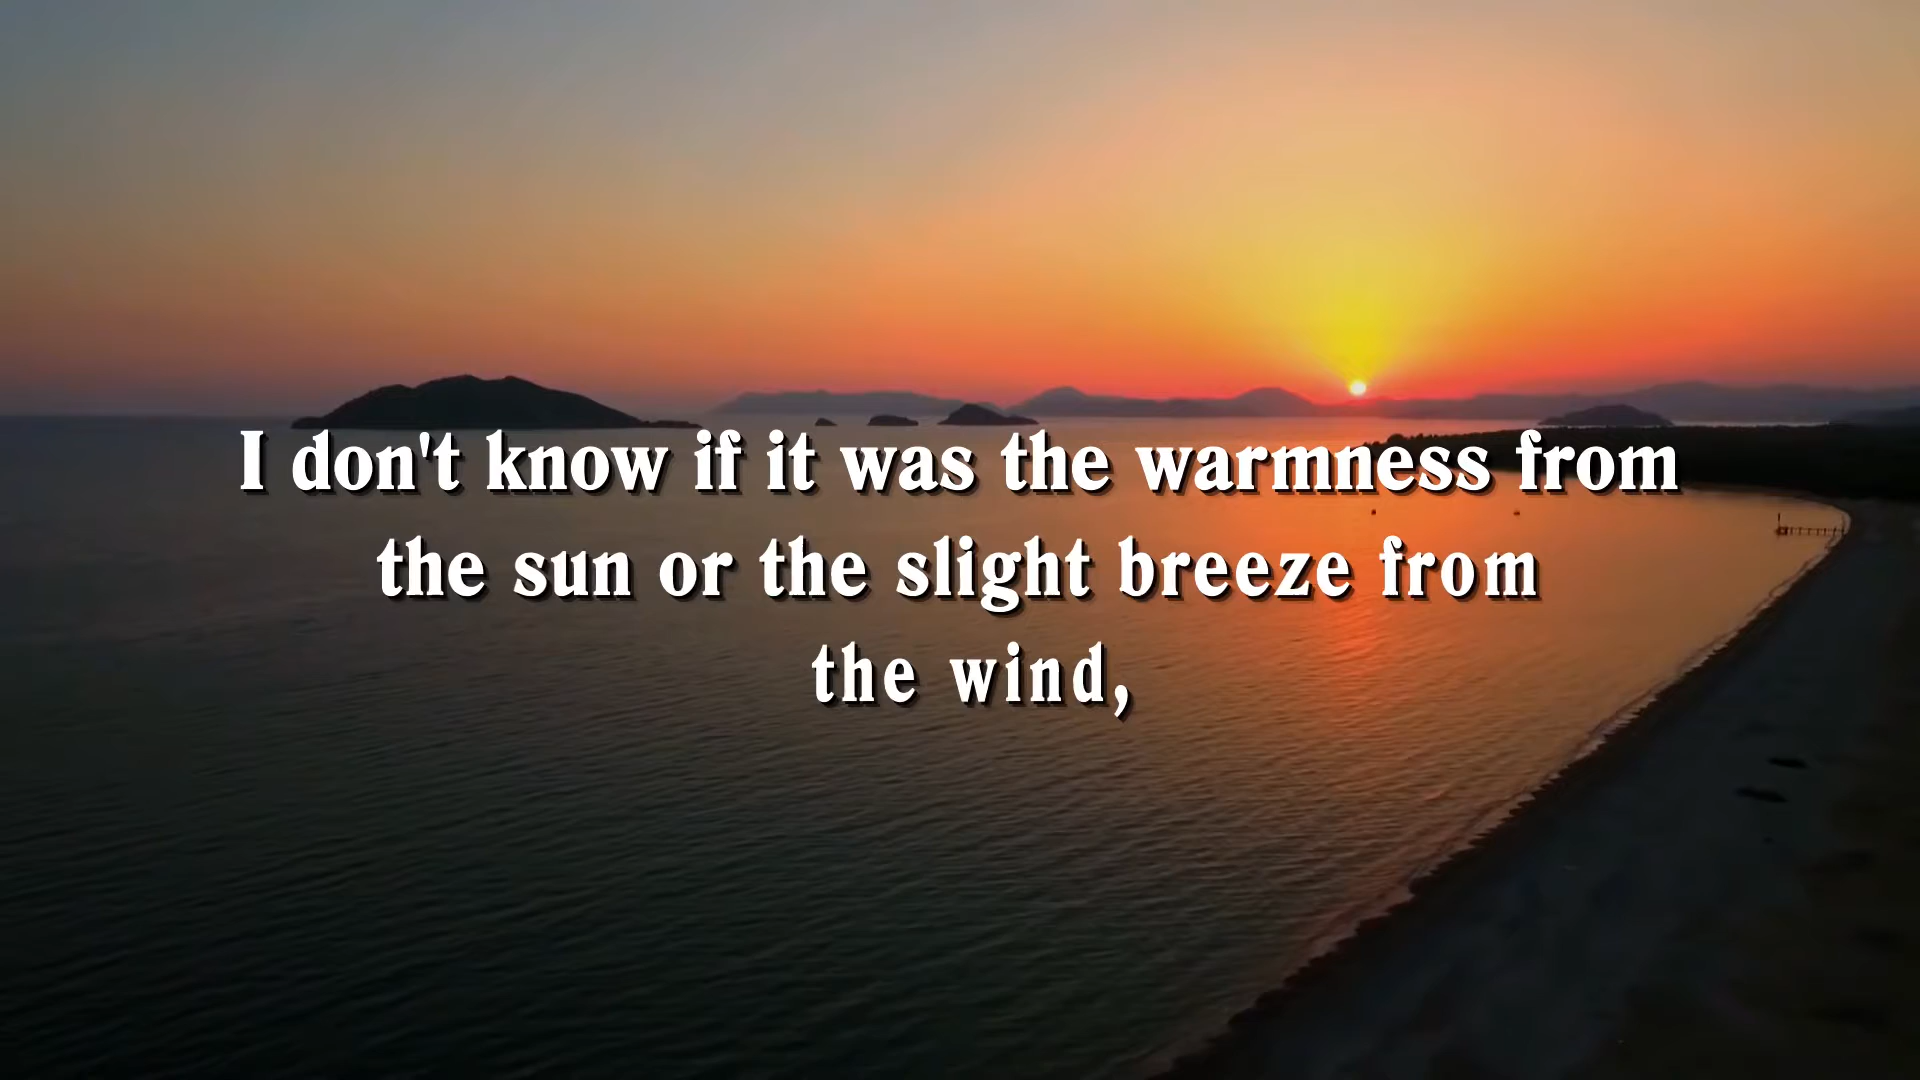 I don't know if it was the warmness from
the sun or the slight breeze from
the wind,